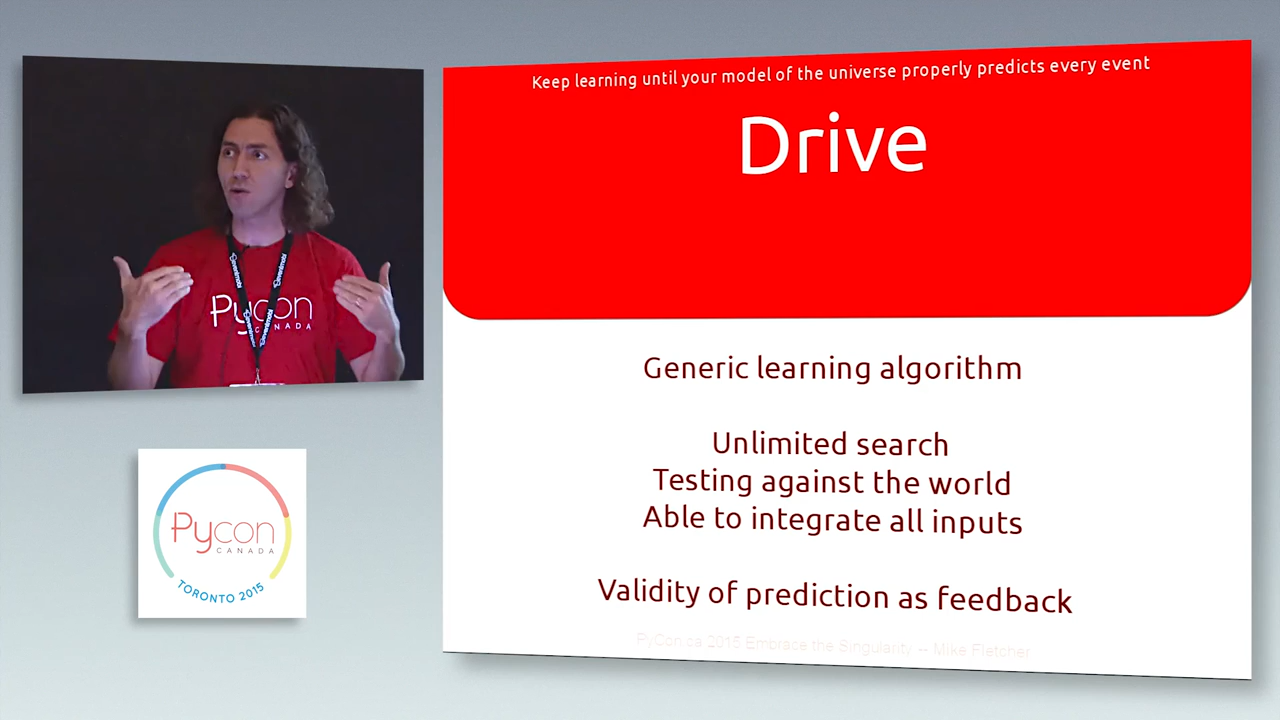 Keep learning until your model of the universe properly predicts every event
Drive
Generic learning algorithm
Unlimited search
Testing against the world
Able to integrate all inputs
Validity of prediction as feedback
PyCon.ca 2015 Embrace the Singularity -- Mike Fletcher
eventmobi
eventmobi
Pycon
CANADA
Pycon
CANADA
TORONTO 2015